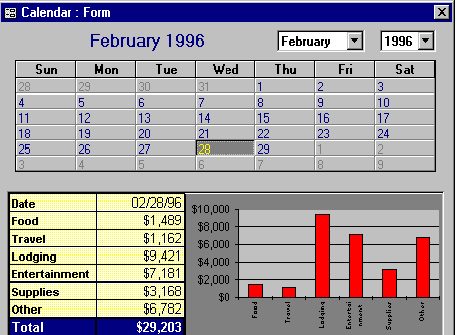 Calendar : Form
February 1996 February 1996
Sun Mon Tue Wed Thu Fri Sat
28 29 30 31 1 2 3
4 5 6 7 8 9 10
11 12 13 14 15 16 17
18 19 20 21 22 23 24
25 26 27 28 29 1 2
3 4 5 6 7 8 9
Date 02/28/96
Food $1,489
Travel $1,162
Lodging $9,421
Entertainment $7,181
Supplies $3,168
Other $6,782
Total $29,203
$10,000
$8,000
$6,000
$4,000
$2,000
$0
Food
Travel
Lodging
Entertai
nment
Supplies
Other